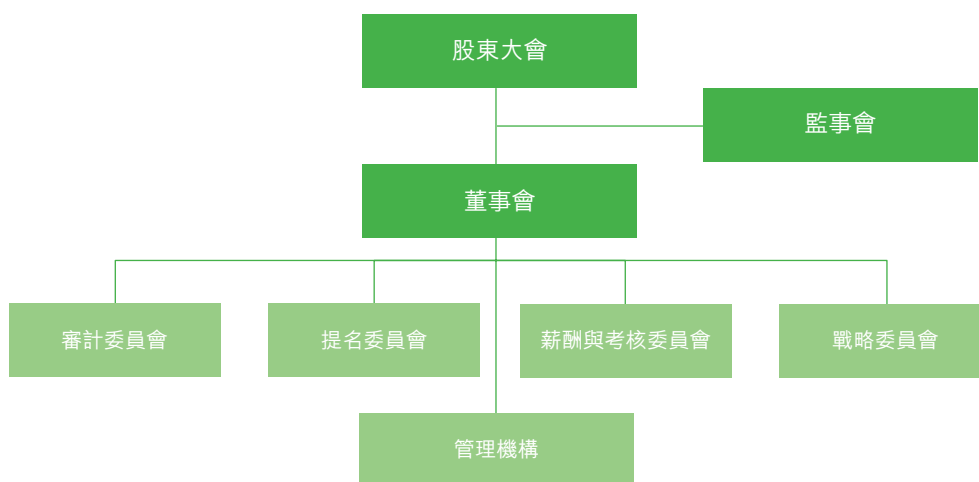 股東大會
監事會
董事會
審計委員會
提名委員會
薪酬與考核委員會
戰略委員會
管理機構